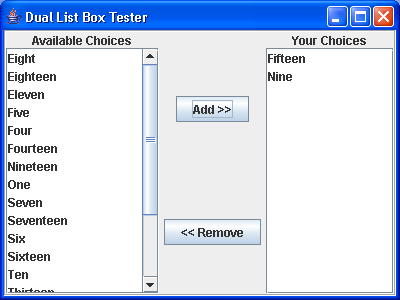 Dual List Box Tester
Available Choices
Eight
Eighteen
Eleven
Five
Four
Fourteen
Nineteen
One
Seven
Seventeen
Six
Sixteen
Ten
Thirteen
Add >>
<< Remove
Your Choices
Fifteen
Nine